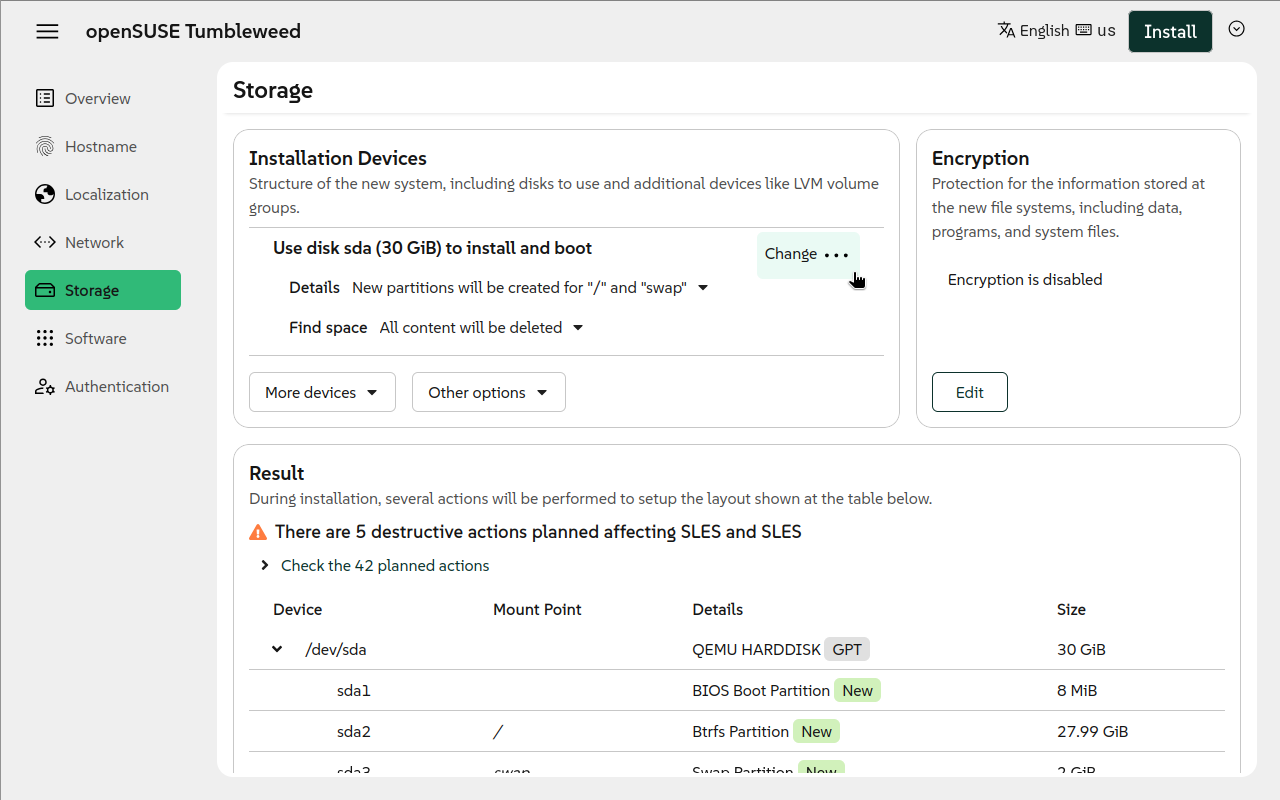 openSUSE Tumbleweed
English us
Install
Overview
Hostname
Localization
Network
Storage
Software
Authentication
Storage
Installation Devices
Structure of the new system, including disks to use and additional devices like LVM volume
groups.
Use disk sda (30 GiB) to install and boot
Change
Details New partitions will be created for "/" and "swap"
Find space All content will be deleted
More devices
Other options
Encryption
Protection for the information stored at
the new file systems, including data,
programs, and system files.
Encryption is disabled
Edit
Result
During installation, several actions will be performed to setup the layout shown at the table below.
There are 5 destructive actions planned affecting SLES and SLES
Check the 42 planned actions
Device Mount Point Details Size
/dev/sda QEMU HARDDISK GPT 30 GiB
sda1 BIOS Boot Partition New 8 MiB
sda2 / Btrfs Partition New 27.99 GiB
sda3 swap Swap Partition New 2 GiB